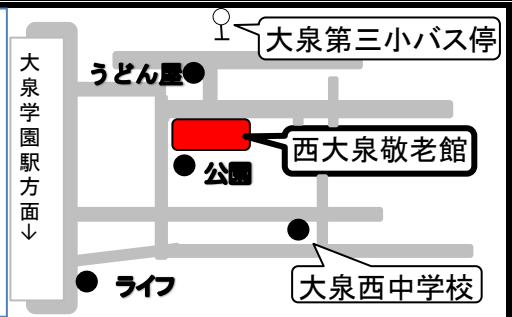 大泉第三小バス停
うどん屋
大泉学園駅方面↓
西大泉敬老館
公園
大泉西中学校
ライフ